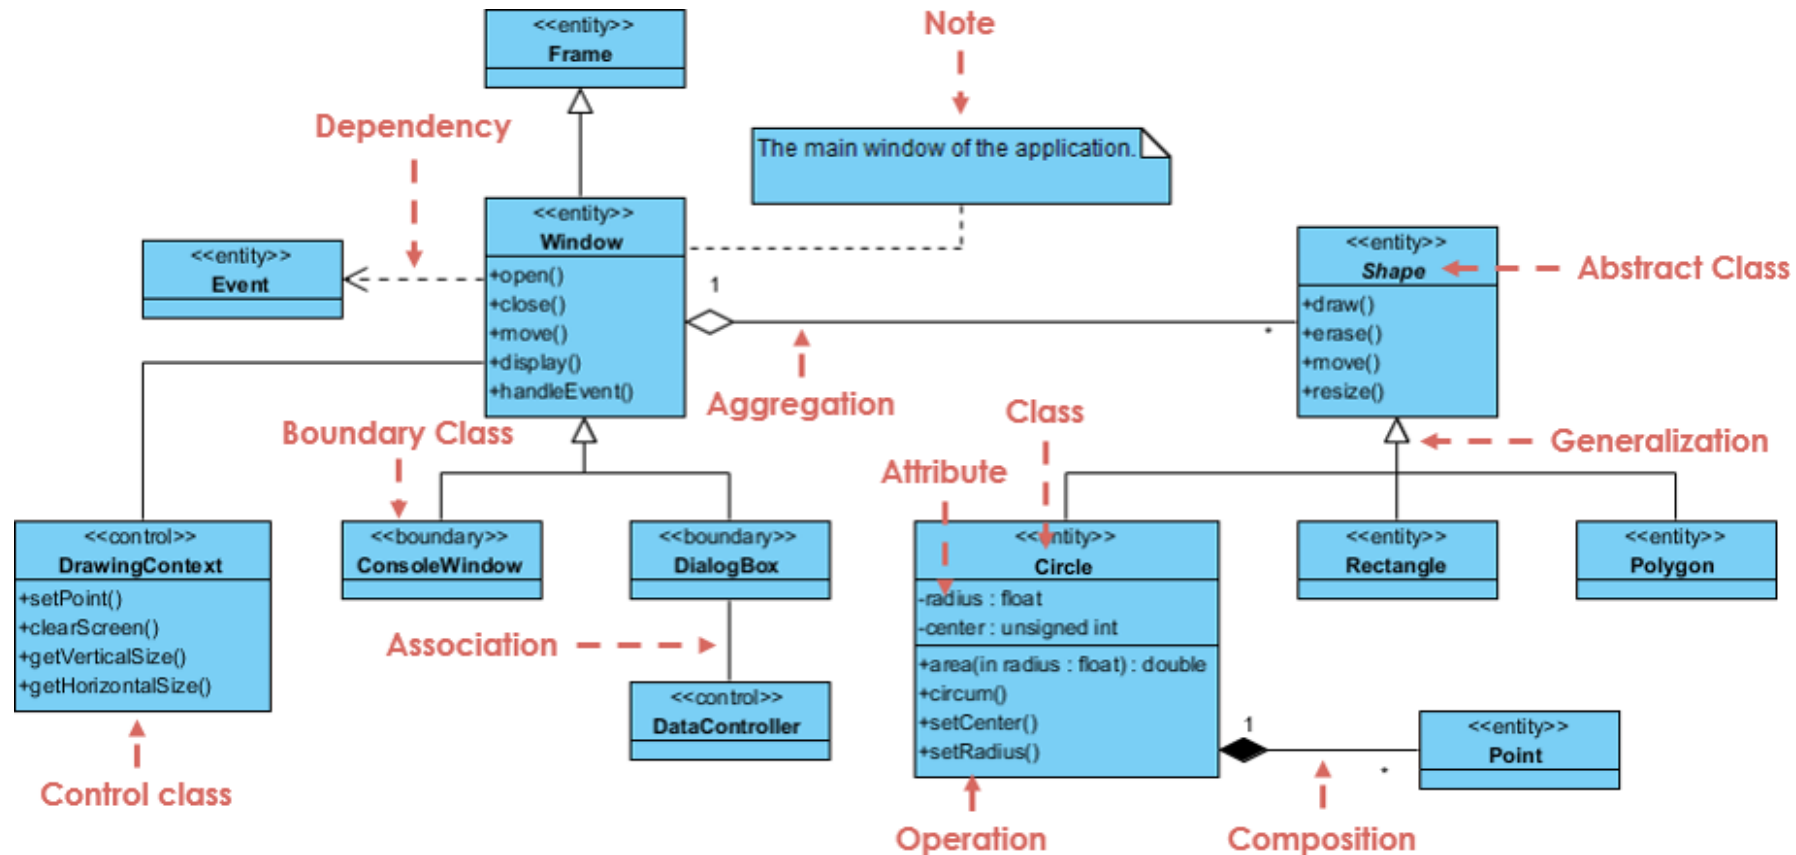 <<entity>>
Frame
Note
Dependency
The main window of the application.
<<entity>>
Window
+open()
+close()
+move()
+display()
+handleEvent()
<<entity>>
Event
1
*
<<entity>>
Shape
+draw()
+erase()
+move()
+resize()
Abstract Class
Aggregation
Class
Boundary Class
Generalization
Attribute
<<control>>
DrawingContext
+setPoint()
+clearScreen()
+getVerticalSize()
+getHorizontalSize()
<<boundary>>
ConsoleWindow
<<boundary>>
DialogBox
<<entity>>
Circle
-radius : float
-center : unsigned int
+area(in radius : float) : double
+circum()
+setCenter()
+setRadius()
<<entity>>
Rectangle
<<entity>>
Polygon
Association
<<control>>
DataController
1
*
<<entity>>
Point
Control class
Operation
Composition